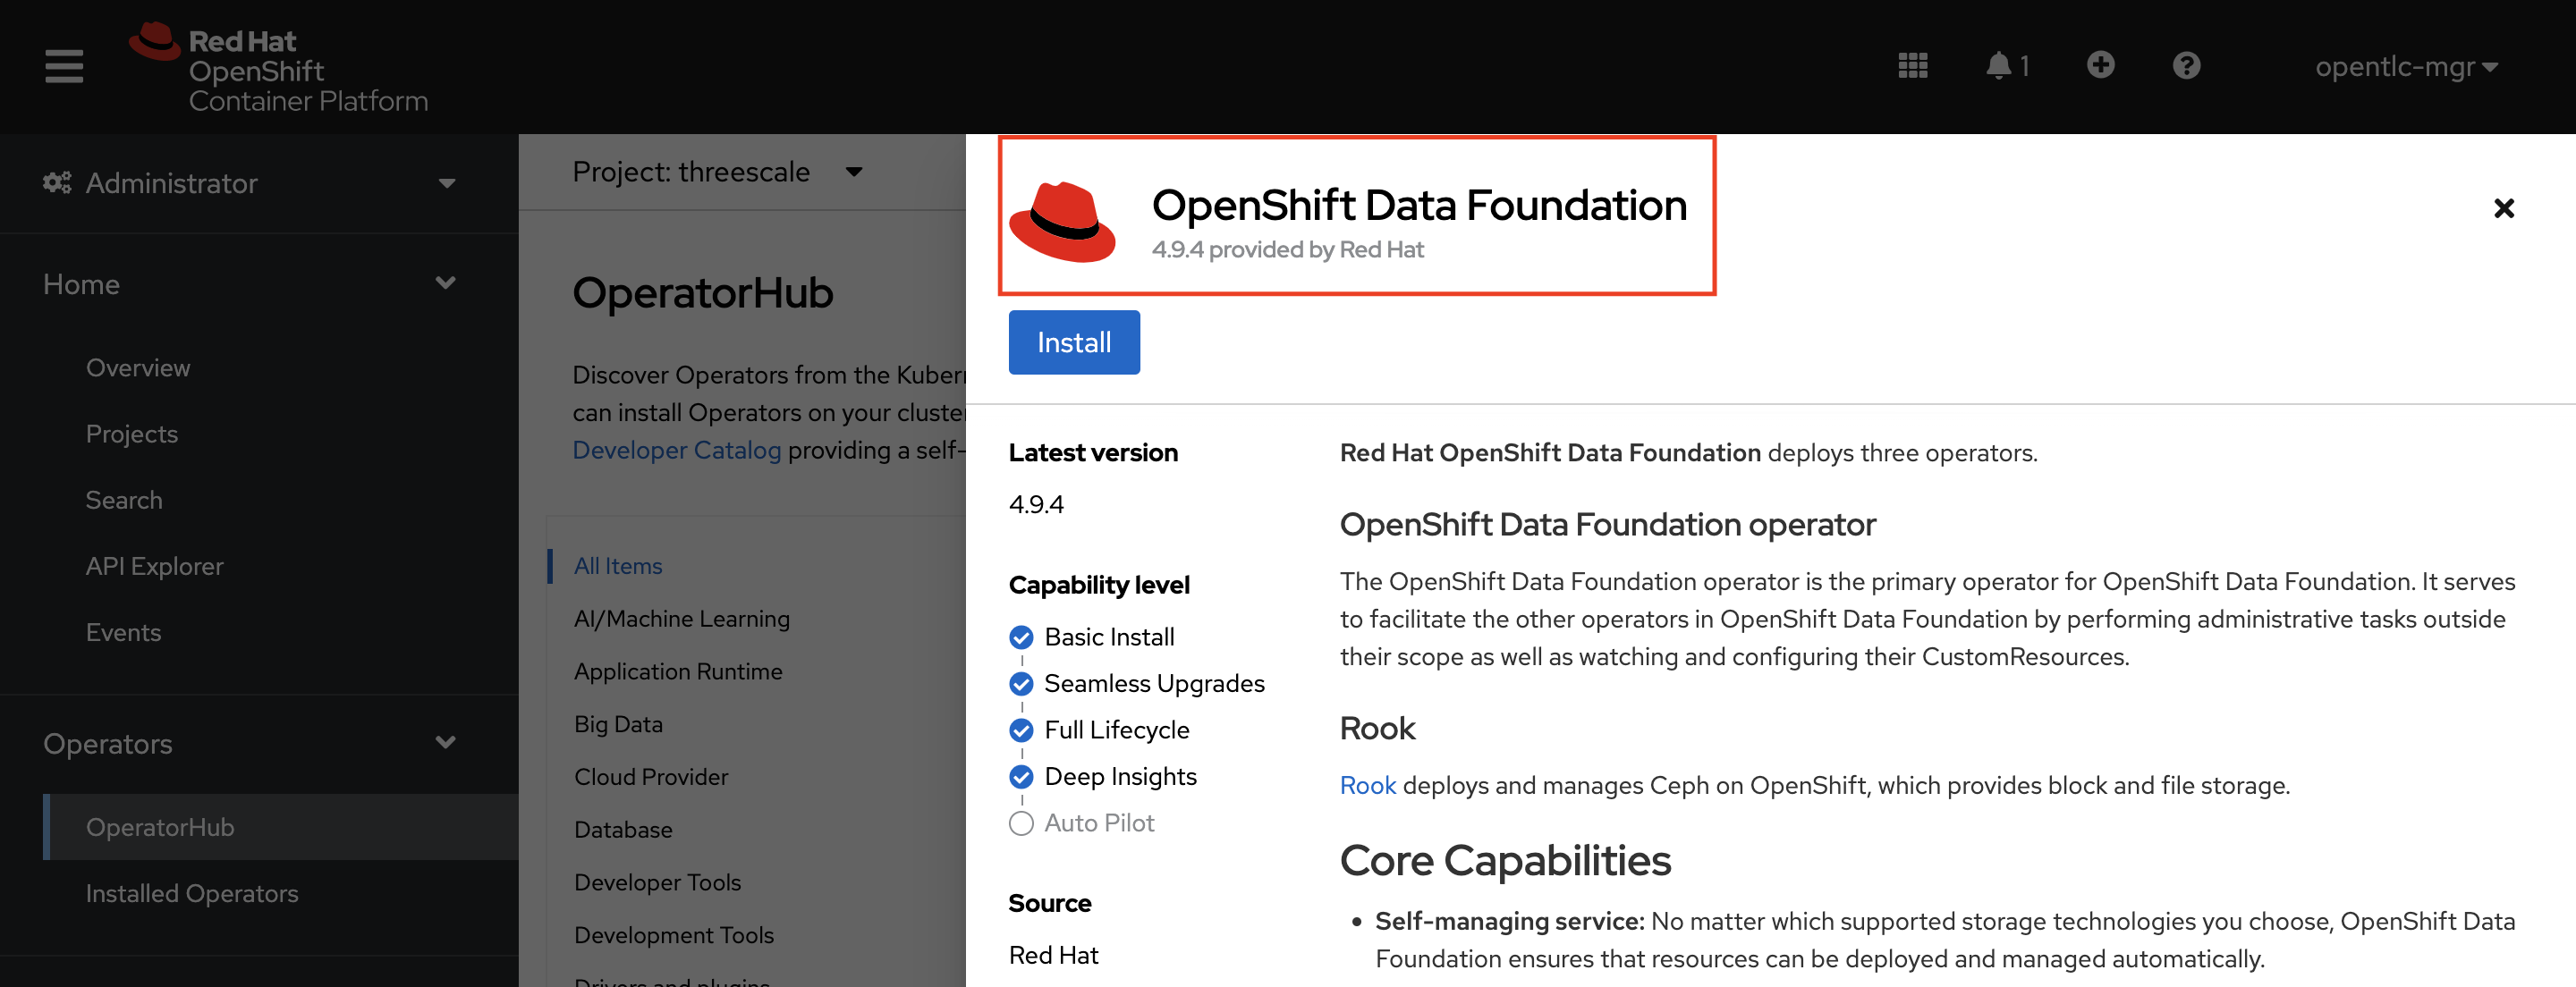 Red Hat
OpenShift
Container Platform
1
opentlc-mgr
Administrator
Home
Overview
Projects
Search
API Explorer
Events
Operators
OperatorHub
Installed Operators
Project: threescale
OperatorHub
Discover Operators from the Kubern
can install Operators on your cluster
Developer Catalog providing a self-
All Items
AI/Machine Learning
Application Runtime
Big Data
Cloud Provider
Database
Developer Tools
Development Tools
Drivers and plugins
OpenShift Data Foundation
4.9.4 provided by Red Hat
Install
Latest version
4.9.4
Capability level
Basic Install
Seamless Upgrades
Full Lifecycle
Deep Insights
Auto Pilot
Source
Red Hat
Red Hat OpenShift Data Foundation deploys three operators.
OpenShift Data Foundation operator
The OpenShift Data Foundation operator is the primary operator for OpenShift Data Foundation. It serves
to facilitate the other operators in OpenShift Data Foundation by performing administrative tasks outside
their scope as well as watching and configuring their CustomResources.
Rook
Rook deploys and manages Ceph on OpenShift, which provides block and file storage.
Core Capabilities
• Self-managing service: No matter which supported storage technologies you choose, OpenShift Data
Foundation ensures that resources can be deployed and managed automatically.